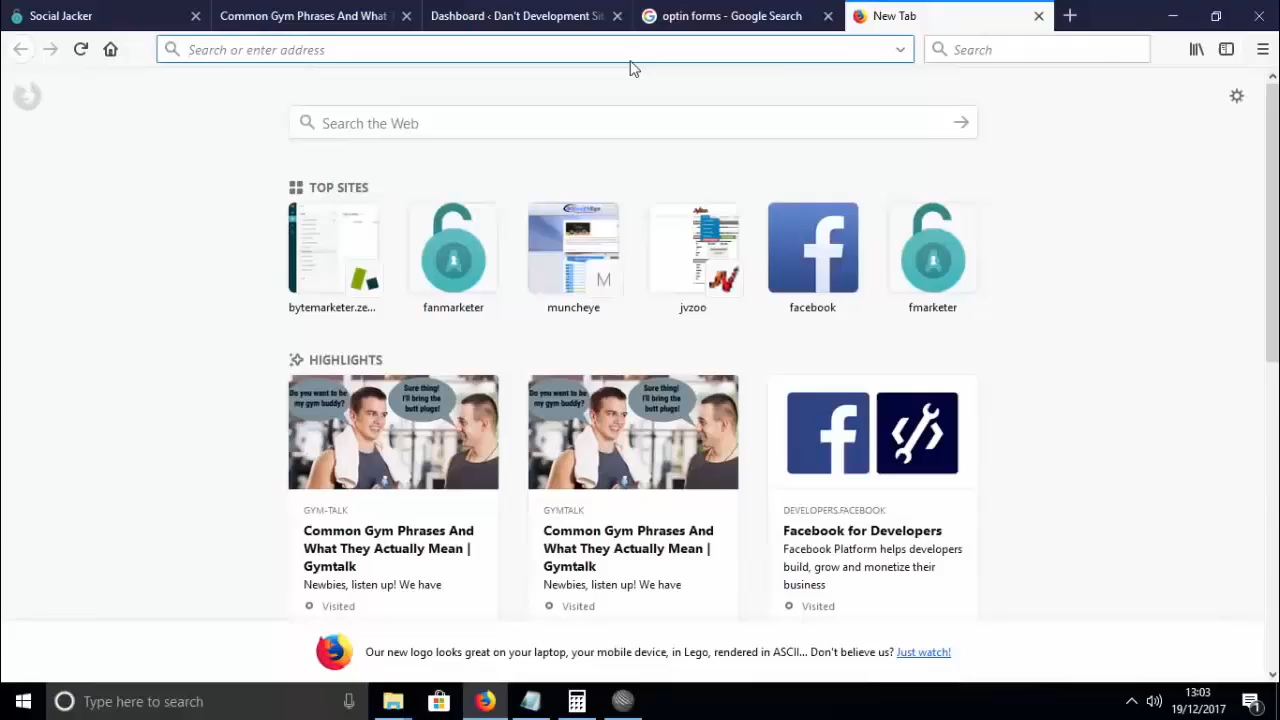 Social Jacker
Common Gym Phrases And What
Dashboard ‹ Dan't Development Si
optin forms - Google Search
New Tab
Search or enter address
Search
Search the Web
TOP SITES
bytemarketer.ze...
fanmarketer
M
muncheye
jvzoo
facebook
fmarketer
HIGHLIGHTS
Do you want to be
my gym buddy?
Sure thing!
I'll bring the
butt plugs!
Do you want to be
my gym buddy?
Sure thing!
I'll bring the
butt plugs!
GYM-TALK
Common Gym Phrases And
What They Actually Mean |
Gymtalk
Newbies, listen up! We have
Visited
GYMTALK
Common Gym Phrases And
What They Actually Mean |
Gymtalk
Newbies, listen up! We have
Visited
DEVELOPERS.FACEBOOK
Facebook for Developers
Facebook Platform helps developers
build, grow and monetize their
business
Visited
Our new logo looks great on your laptop, your mobile device, in Lego, rendered in ASCII... Don't believe us? Just watch!
Type here to search
13:03
19/12/2017
1